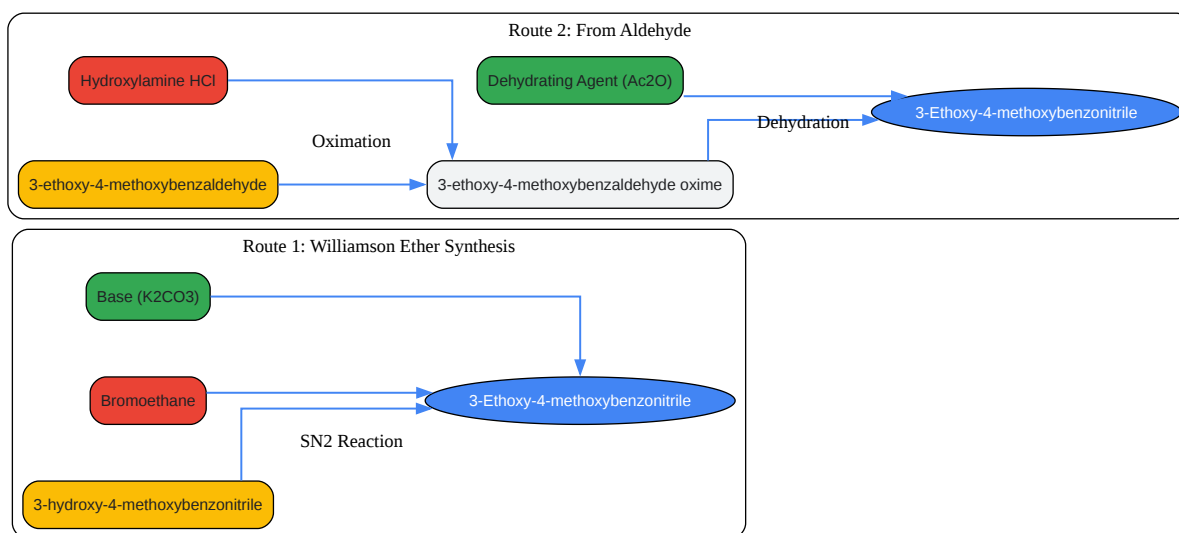 Route 2: From Aldehyde
Hydroxylamine HCl
Dehydrating Agent (Ac2O)
3-Ethoxy-4-methoxybenzonitrile
Dehydration
Oximation
3-ethoxy-4-methoxybenzaldehyde
3-ethoxy-4-methoxybenzaldehyde oxime
Route 1: Williamson Ether Synthesis
Base (K2CO3)
Bromoethane
3-Ethoxy-4-methoxybenzonitrile
SN2 Reaction
3-hydroxy-4-methoxybenzonitrile